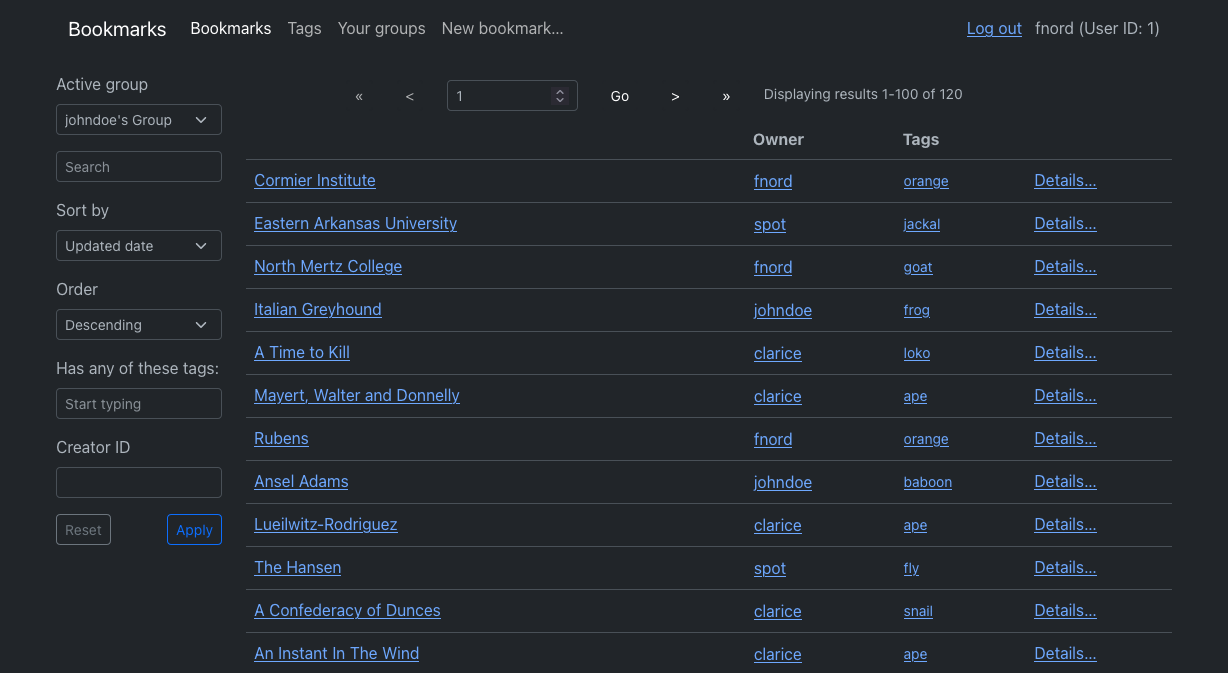 Bookmarks Bookmarks Tags Your groups New bookmark... Log out fnord (User ID: 1)
Active group
johndoe's Group
Search
Sort by
Updated date
Order
Descending
Has any of these tags:
Start typing
Creator ID
Reset Apply
« < 1 Go > » Displaying results 1-100 of 120
Owner Tags
Cormier Institute fnord orange Details...
Eastern Arkansas University spot jackal Details...
North Mertz College fnord goat Details...
Italian Greyhound johndoe frog Details...
A Time to Kill clarice loko Details...
Mayert, Walter and Donnelly clarice ape Details...
Rubens fnord orange Details...
Ansel Adams johndoe baboon Details...
Lueilwitz-Rodriguez clarice ape Details...
The Hansen spot fly Details...
A Confederacy of Dunces clarice snail Details...
An Instant In The Wind clarice ape Details...